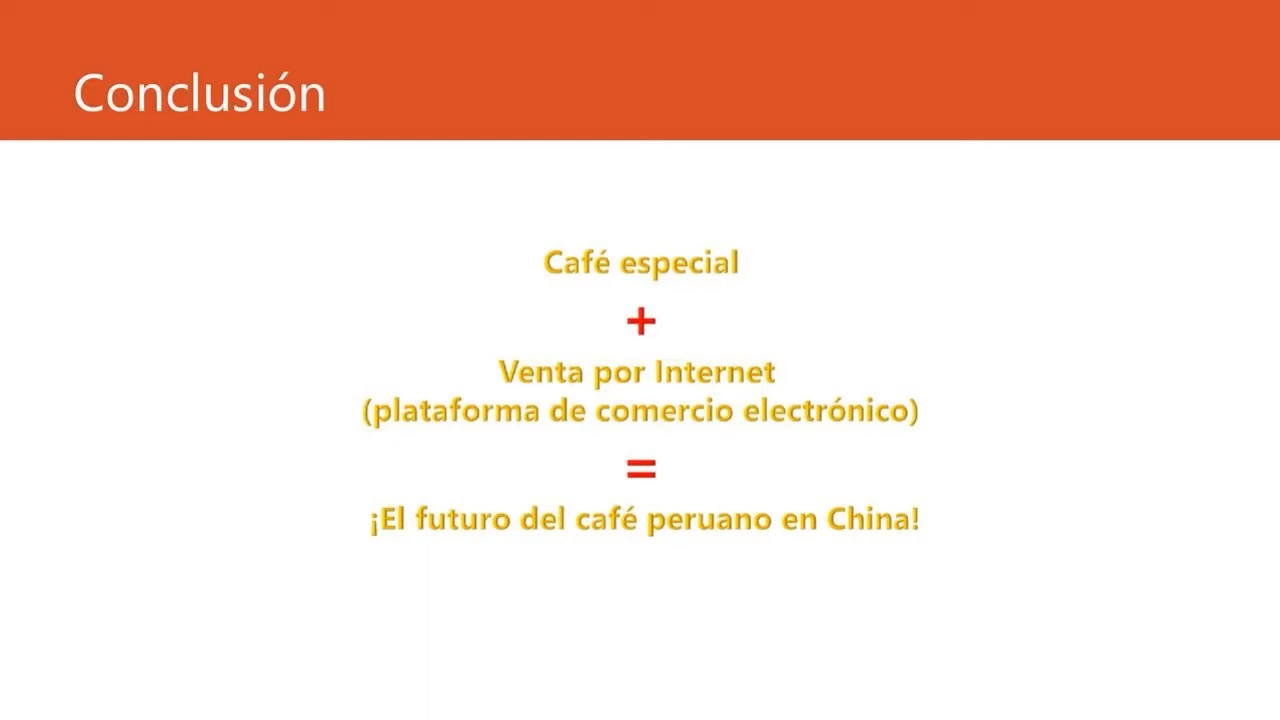 Conclusión
Café especial
+
Venta por Internet
(plataforma de comercio electrónico)
=
¡El futuro del café peruano en China!